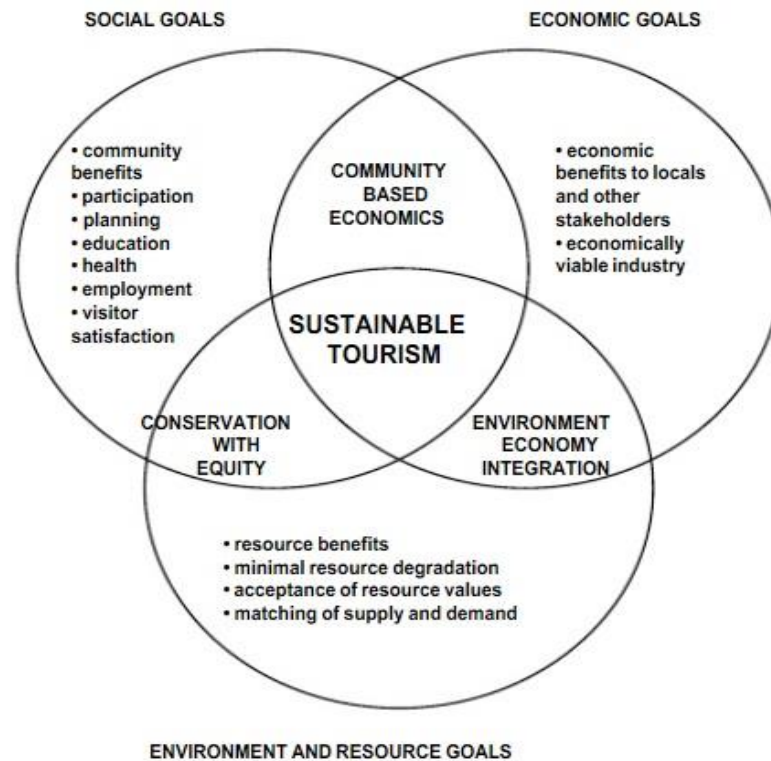 SOCIAL GOALS
ECONOMIC GOALS
• community
benefits
• participation
• planning
• education
• health
• employment
• visitor
satisfaction
COMMUNITY
BASED
ECONOMICS
• economic
benefits to locals
and other
stakeholders
• economically
viable industry
SUSTAINABLE
TOURISM
CONSERVATION
WITH
EQUITY
ENVIRONMENT
ECONOMY
INTEGRATION
• resource benefits
• minimal resource degradation
• acceptance of resource values
• matching of supply and demand
ENVIRONMENT AND RESOURCE GOALS